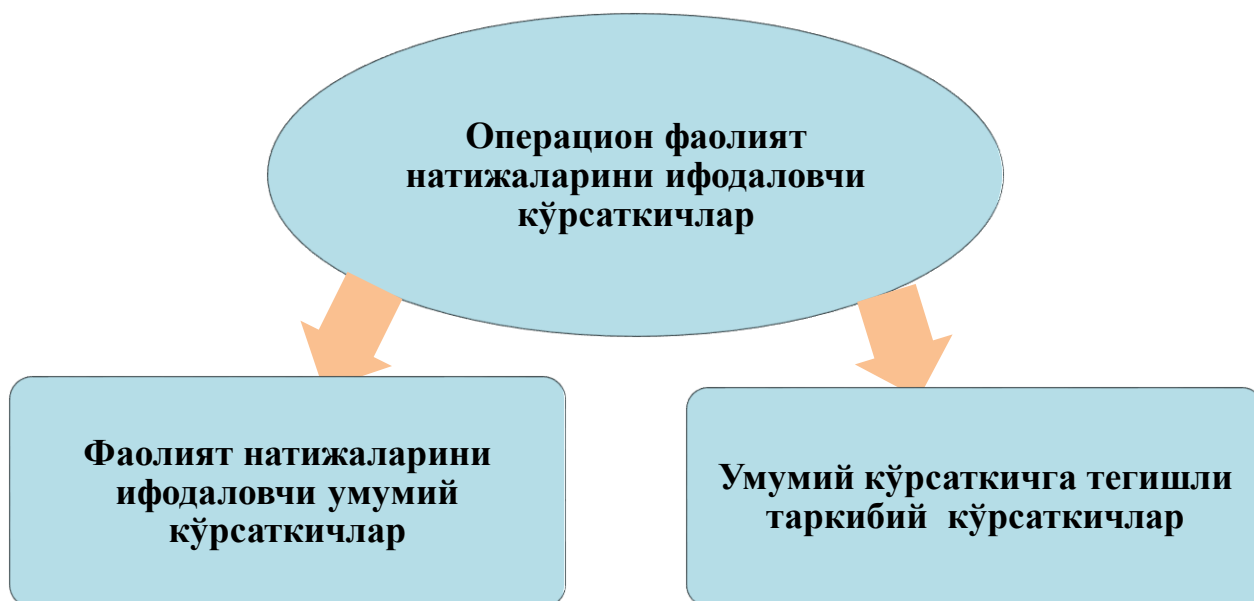 Операцион фаолият
натижаларини ифодаловчи
кўрсаткичлар
Фаолият натижаларини
ифодаловчи умумий
кўрсаткичлар
Умумий кўрсаткичга тегишли
таркибий кўрсаткичлар